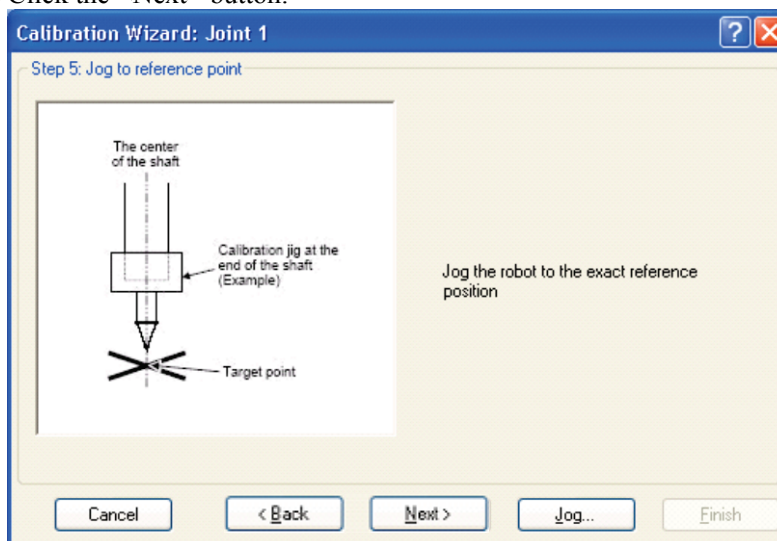 Click the "Next" button.
Calibration Wizard: Joint 1
Step 5: Jog to reference point
The center
of the shaft
Calibration jig at the
end of the shaft
(Example)
Target point
Jog the robot to the exact reference
position
Cancel
< Back
Next >
Jog...
Finish